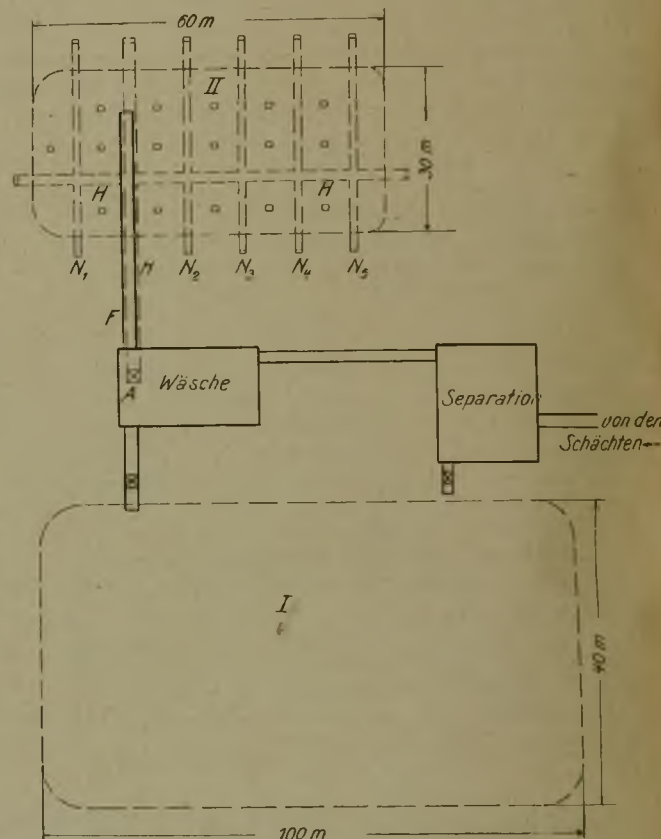 60 m
II
30 m
H H
N1 H N2 N3 N4 N5
F
A
Wäsche
Separation
von den
Schächten
I
40 m
100 m